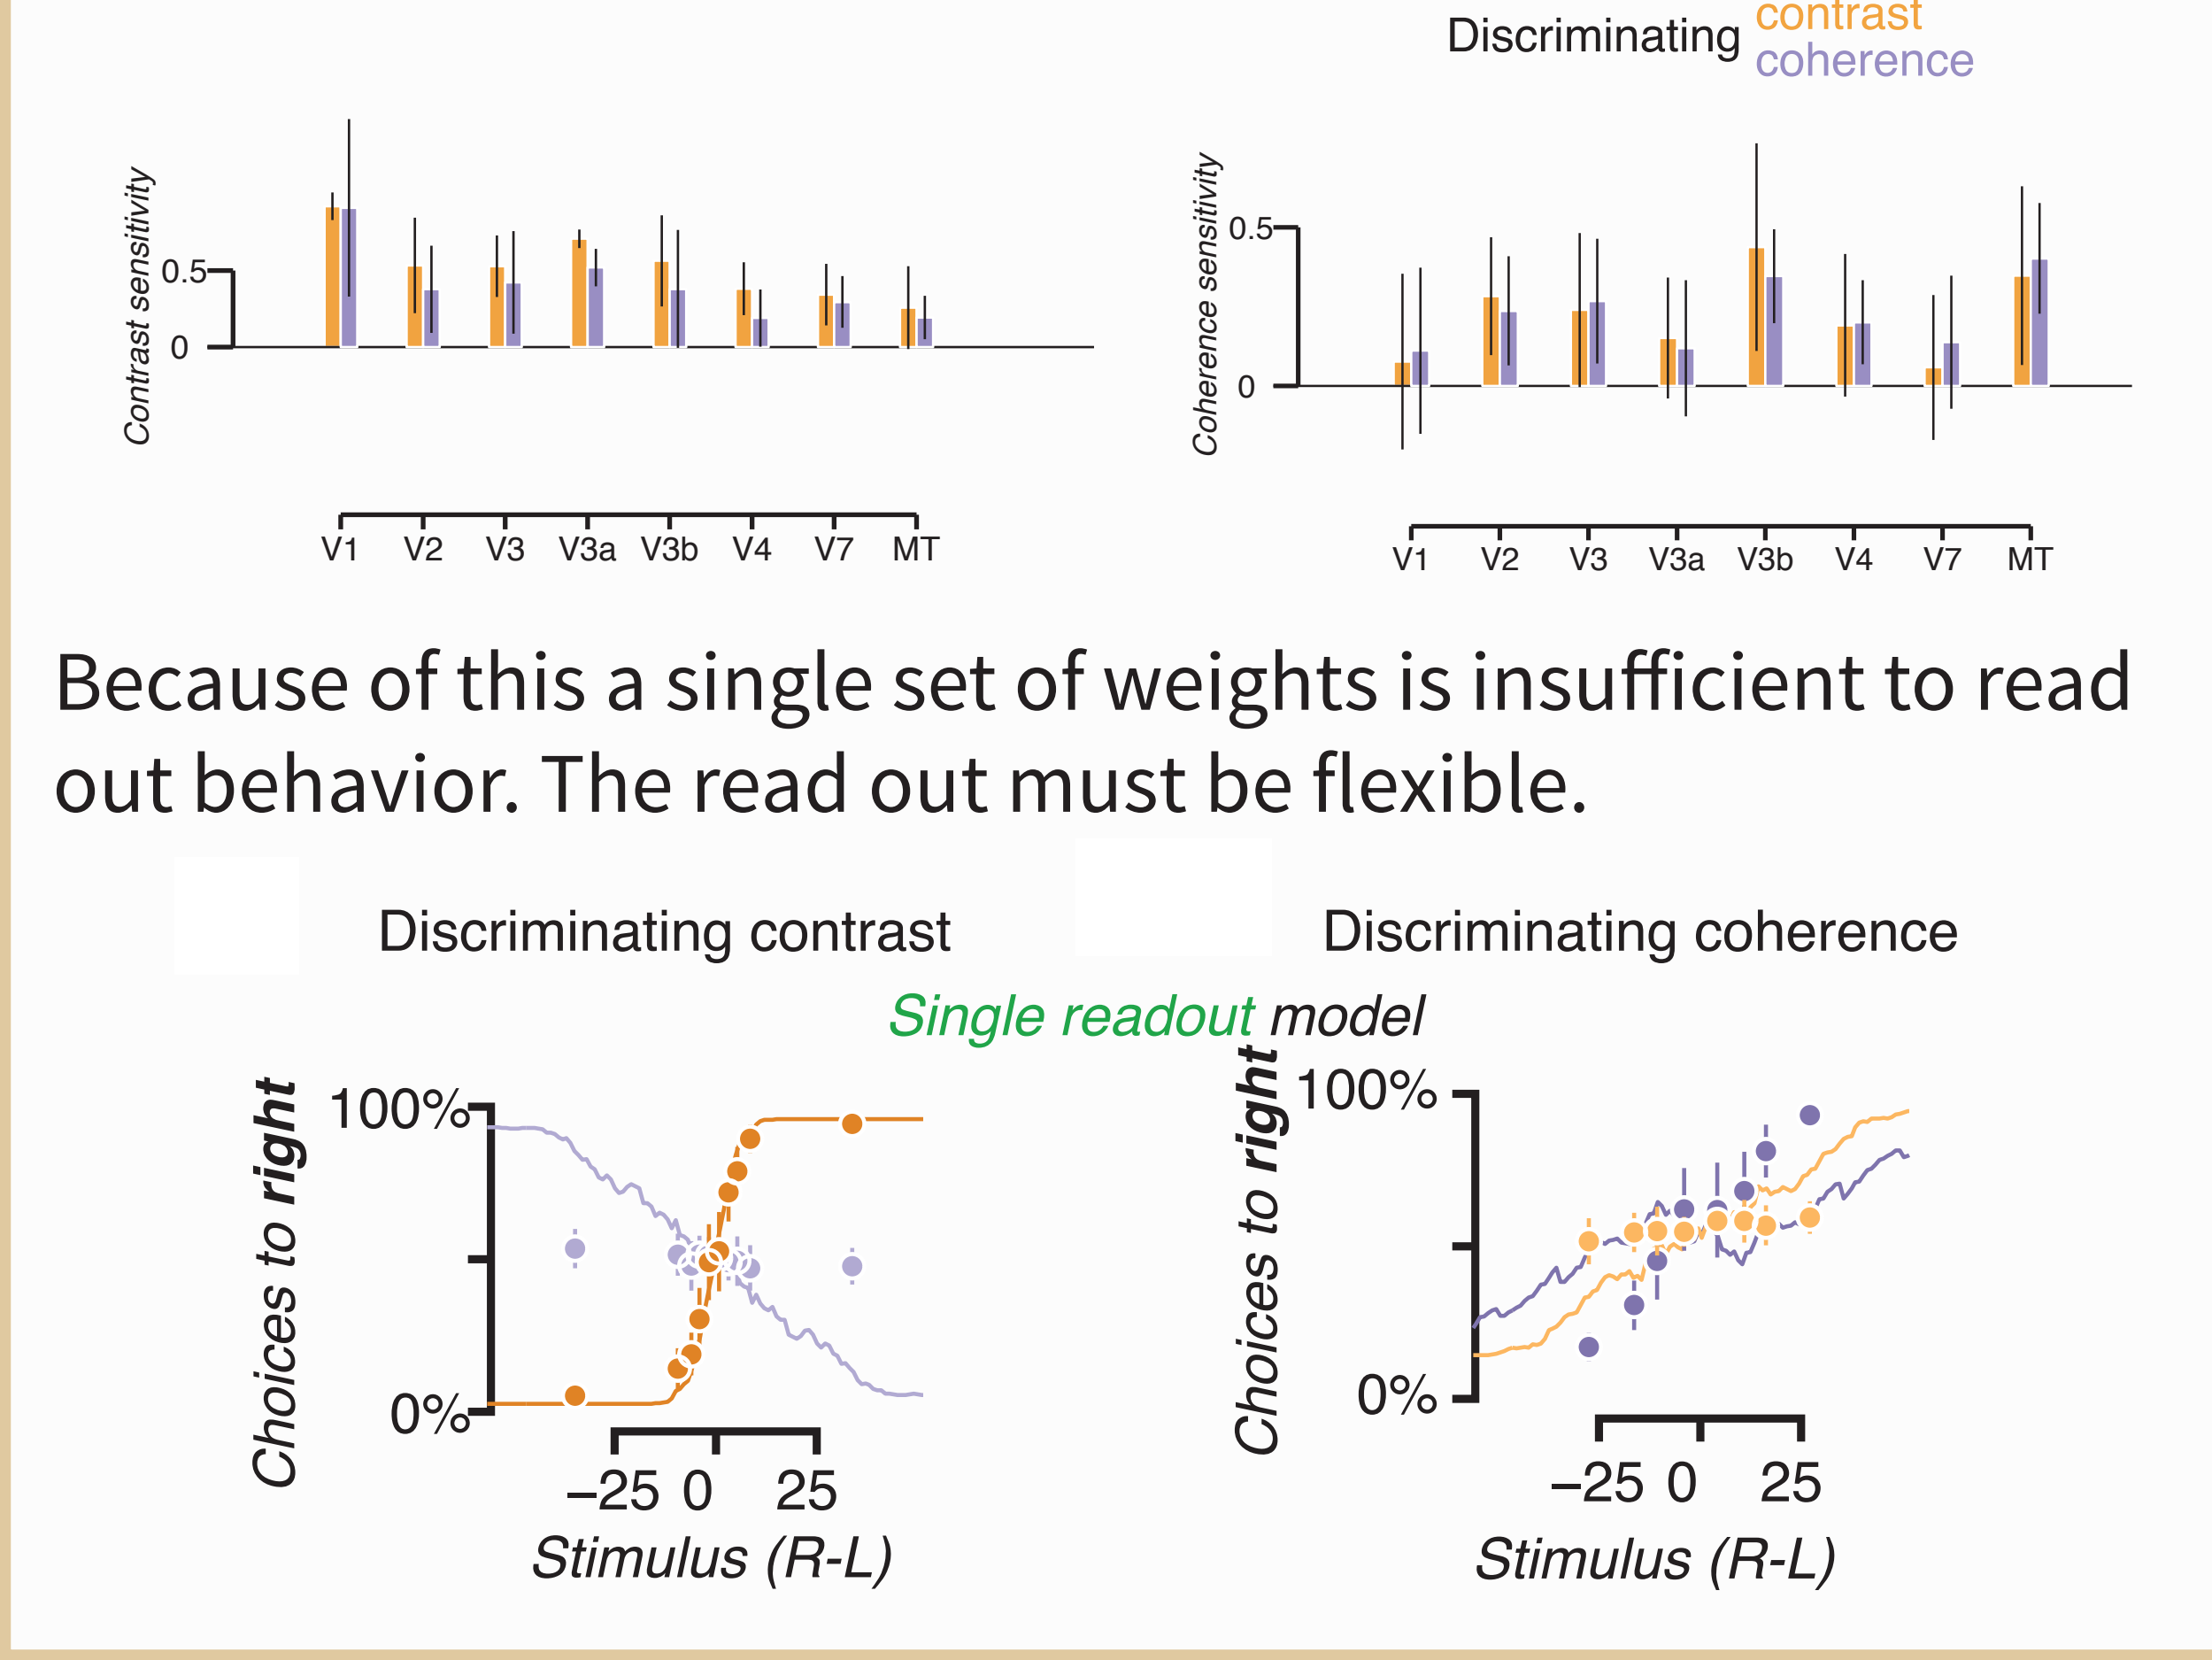 Discriminating contrast
coherence
Contrast sensitivity
0.5
0
V1 V2 V3 V3a V3b V4 V7 MT
Coherence sensitivity
0.5
0
V1 V2 V3 V3a V3b V4 V7 MT
Because of this a single set of weights is insufficient to read
out behavior. The read out must be flexible.
Discriminating contrast
Discriminating coherence
Single readout model
Choices to right
100%
0%
−25 0 25
Stimulus (R-L)
Choices to right
100%
0%
−25 0 25
Stimulus (R-L)